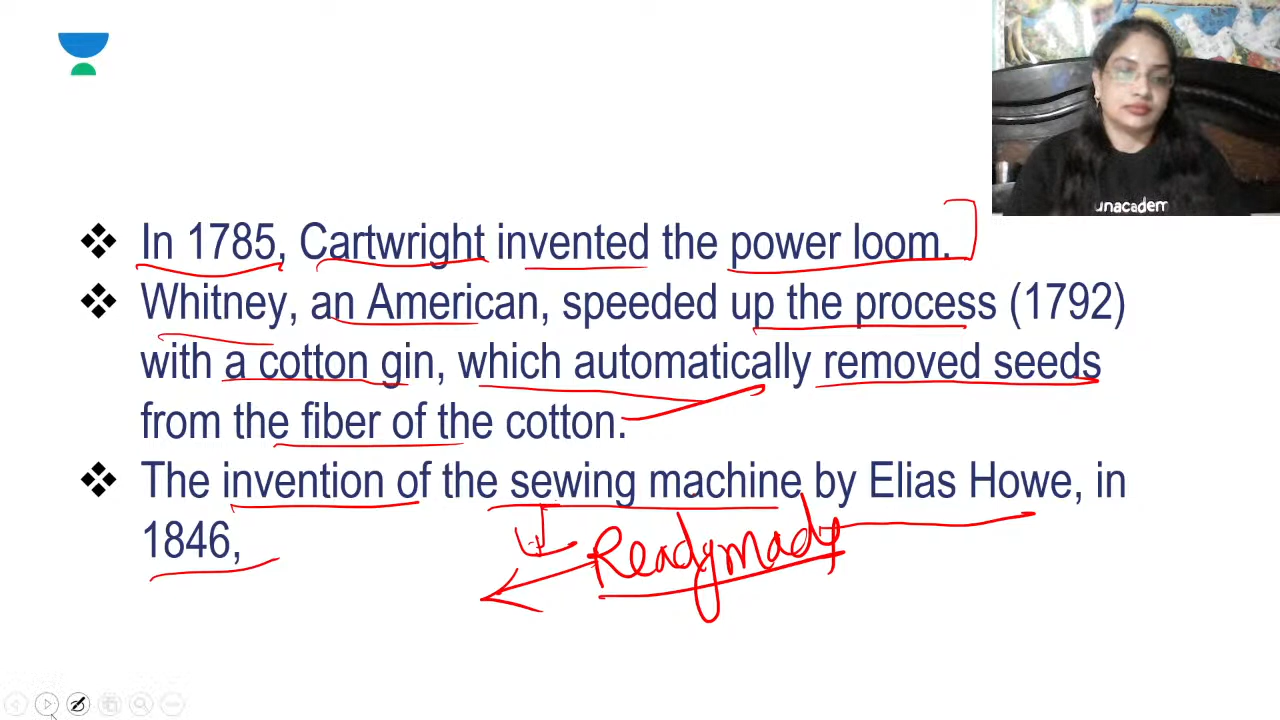 unacadem
In 1785, Cartwright invented the power loom.
Whitney, an American, speeded up the process (1792)
with a cotton gin, which automatically removed seeds
from the fiber of the cotton.
The invention of the sewing machine by Elias Howe, in
1846,
Readymade